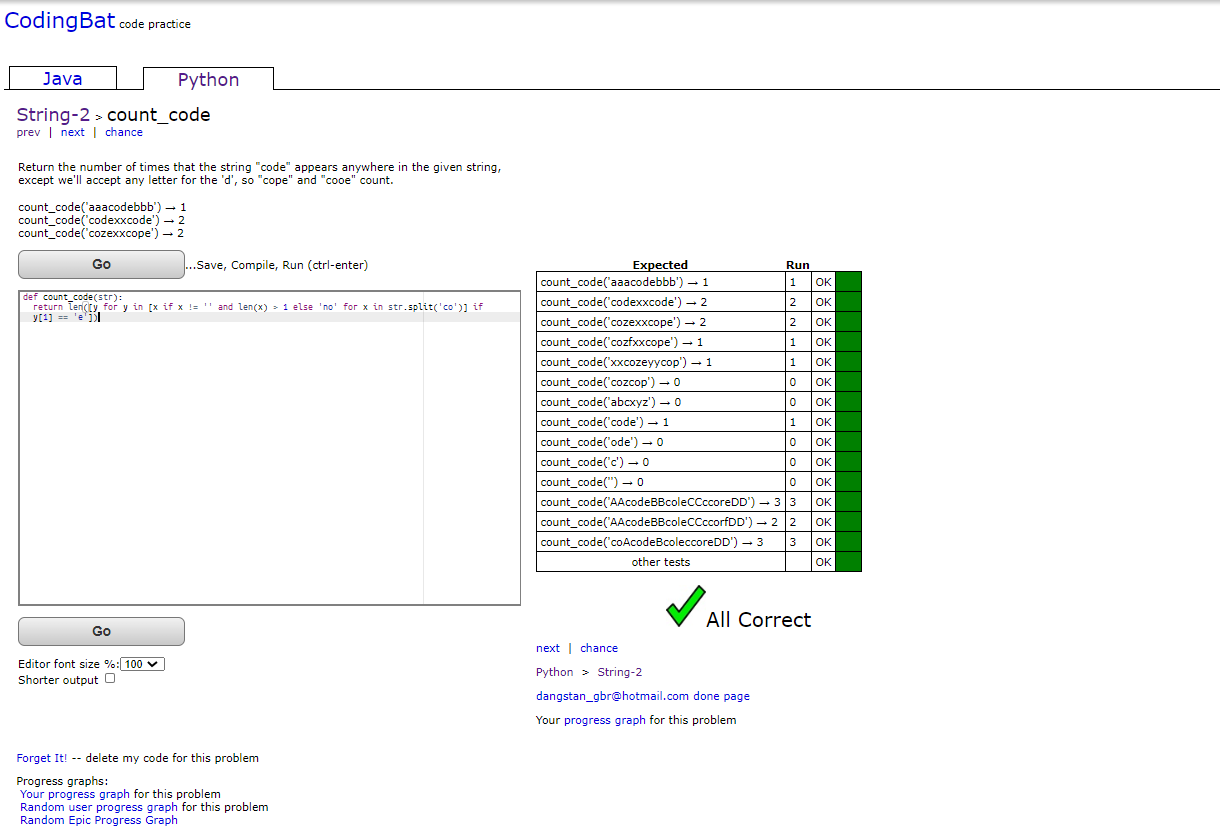 CodingBat code practice
Java
Python
String-2 > count_code
prev | next | chance
Return the number of times that the string "code" appears anywhere in the given string,
except we'll accept any letter for the 'd', so "cope" and "cooe" count.
count_code('aaacodebbb') → 1
count_code('codexxcode') → 2
count_code('cozexxcope') → 2
Go
...Save, Compile, Run (ctrl-enter)
def count_code(str):
return len([y for y in [x if x != '' and len(x) > 1 else 'no' for x in str.split('co')] if
y[1] == 'e'])
Go
Editor font size %: 100
Shorter output
Expected Run
count_code('aaacodebbb') → 1 1 OK
count_code('codexxcode') → 2 2 OK
count_code('cozexxcope') → 2 2 OK
count_code('cozfxxcope') → 1 1 OK
count_code('xxcozeyycop') → 1 1 OK
count_code('cozcop') → 0 0 OK
count_code('abcxyz') → 0 0 OK
count_code('code') → 1 1 OK
count_code('ode') → 0 0 OK
count_code('c') → 0 0 OK
count_code('') → 0 0 OK
count_code('AAcodeBBcoleCCccoreDD') → 3 3 OK
count_code('AAcodeBBcoleCCccorfDD') → 2 2 OK
count_code('coAcodeBcoleccoreDD') → 3 3 OK
other tests OK
All Correct
next | chance
Python > String-2
dangstan_gbr@hotmail.com done page
Your progress graph for this problem
Forget It! -- delete my code for this problem
Progress graphs:
Your progress graph for this problem
Random user progress graph for this problem
Random Epic Progress Graph